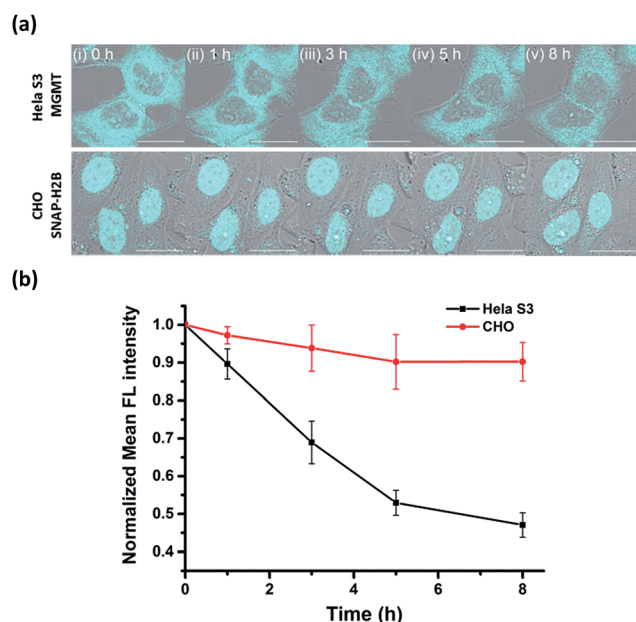 (a)
(i) 0 h
(ii) 1 h
(iii) 3 h
(iv) 5 h
(v) 8 h
Hela S3
MGMT
CHO
SNAP-H2B
(b)
Hela S3
CHO
Normalized Mean FL intensity
1.0
0.9
0.8
0.7
0.6
0.5
0.4
0
2
4
6
8
Time (h)